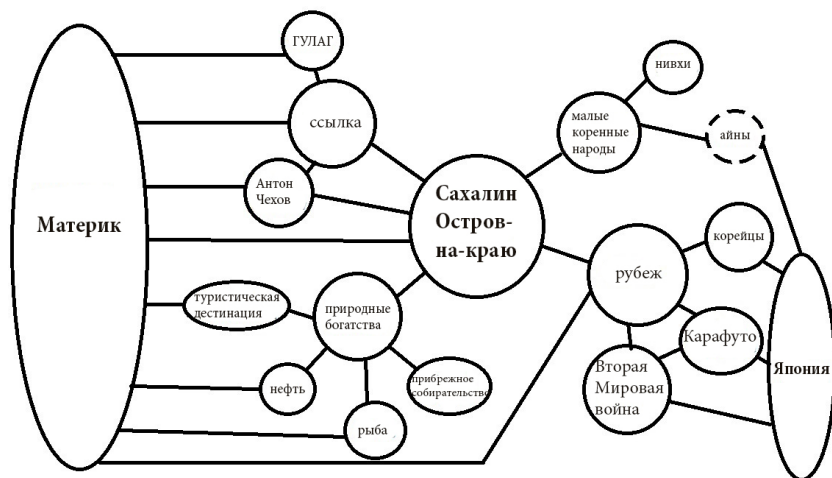 ГУЛАГ
ссылка
Антон
Чехов
Материк
Сахалин
Остров-
на-краю
малые
коренные
народы
нивхи
айны
рубеж
корейцы
Карафуто
Вторая
Мировая
война
Япония
туристическая
дестинация
природные
богатства
нефть
рыба
прибрежное
собирательство